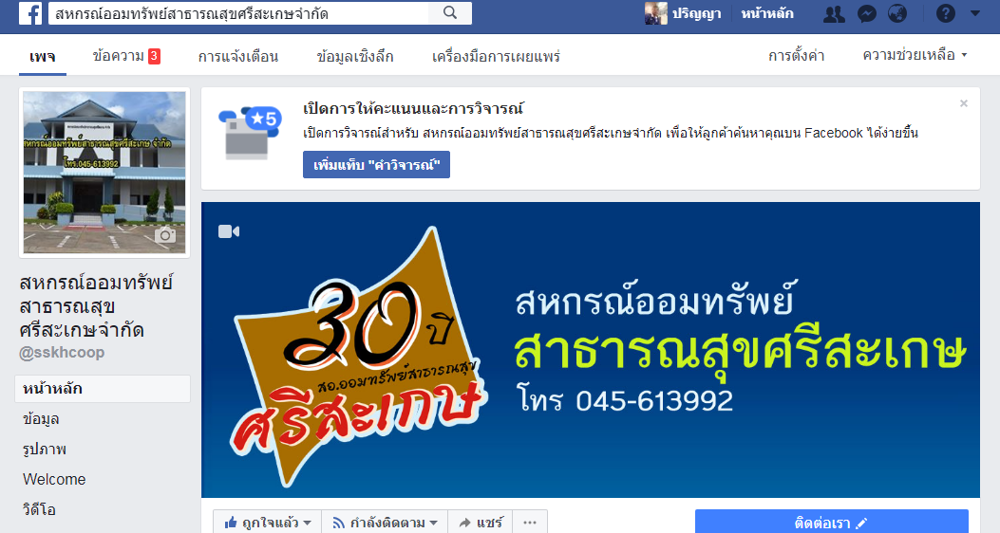 สหกรณ์ออมทรัพย์สาธารณสุขศรีสะเกษจำกัด
ปริญญา หน้าหลัก
เพจ ข้อความ 3 การแจ้งเตือน ข้อมูลเชิงลึก เครื่องมือการเผยแพร่ การตั้งค่า ความช่วยเหลือ
สหกรณ์ออมทรัพย์สาธารณสุขศรีสะเกษ จำกัด
โทร.045-613992
เปิดการให้คะแนนและการวิจารณ์
5
เปิดการวิจารณ์สำหรับ สหกรณ์ออมทรัพย์สาธารณสุขศรีสะเกษจำกัด เพื่อให้ลูกค้าค้นหาคุณบน Facebook ได้ง่ายขึ้น
เพิ่มแท็บ "คำวิจารณ์"
สหกรณ์ออมทรัพย์
สาธารณสุข
ศรีสะเกษจำกัด
@sskhcoop
หน้าหลัก
ข้อมูล
รูปภาพ
Welcome
วิดีโอ
30 ปี
สอ.ออมทรัพย์สาธารณสุข
ศรีสะเกษ
สหกรณ์ออมทรัพย์
สาธารณสุขศรีสะเกษ
โทร 045-613992
ถูกใจแล้ว กำลังติดตาม แชร์ ...
ติดต่อเรา